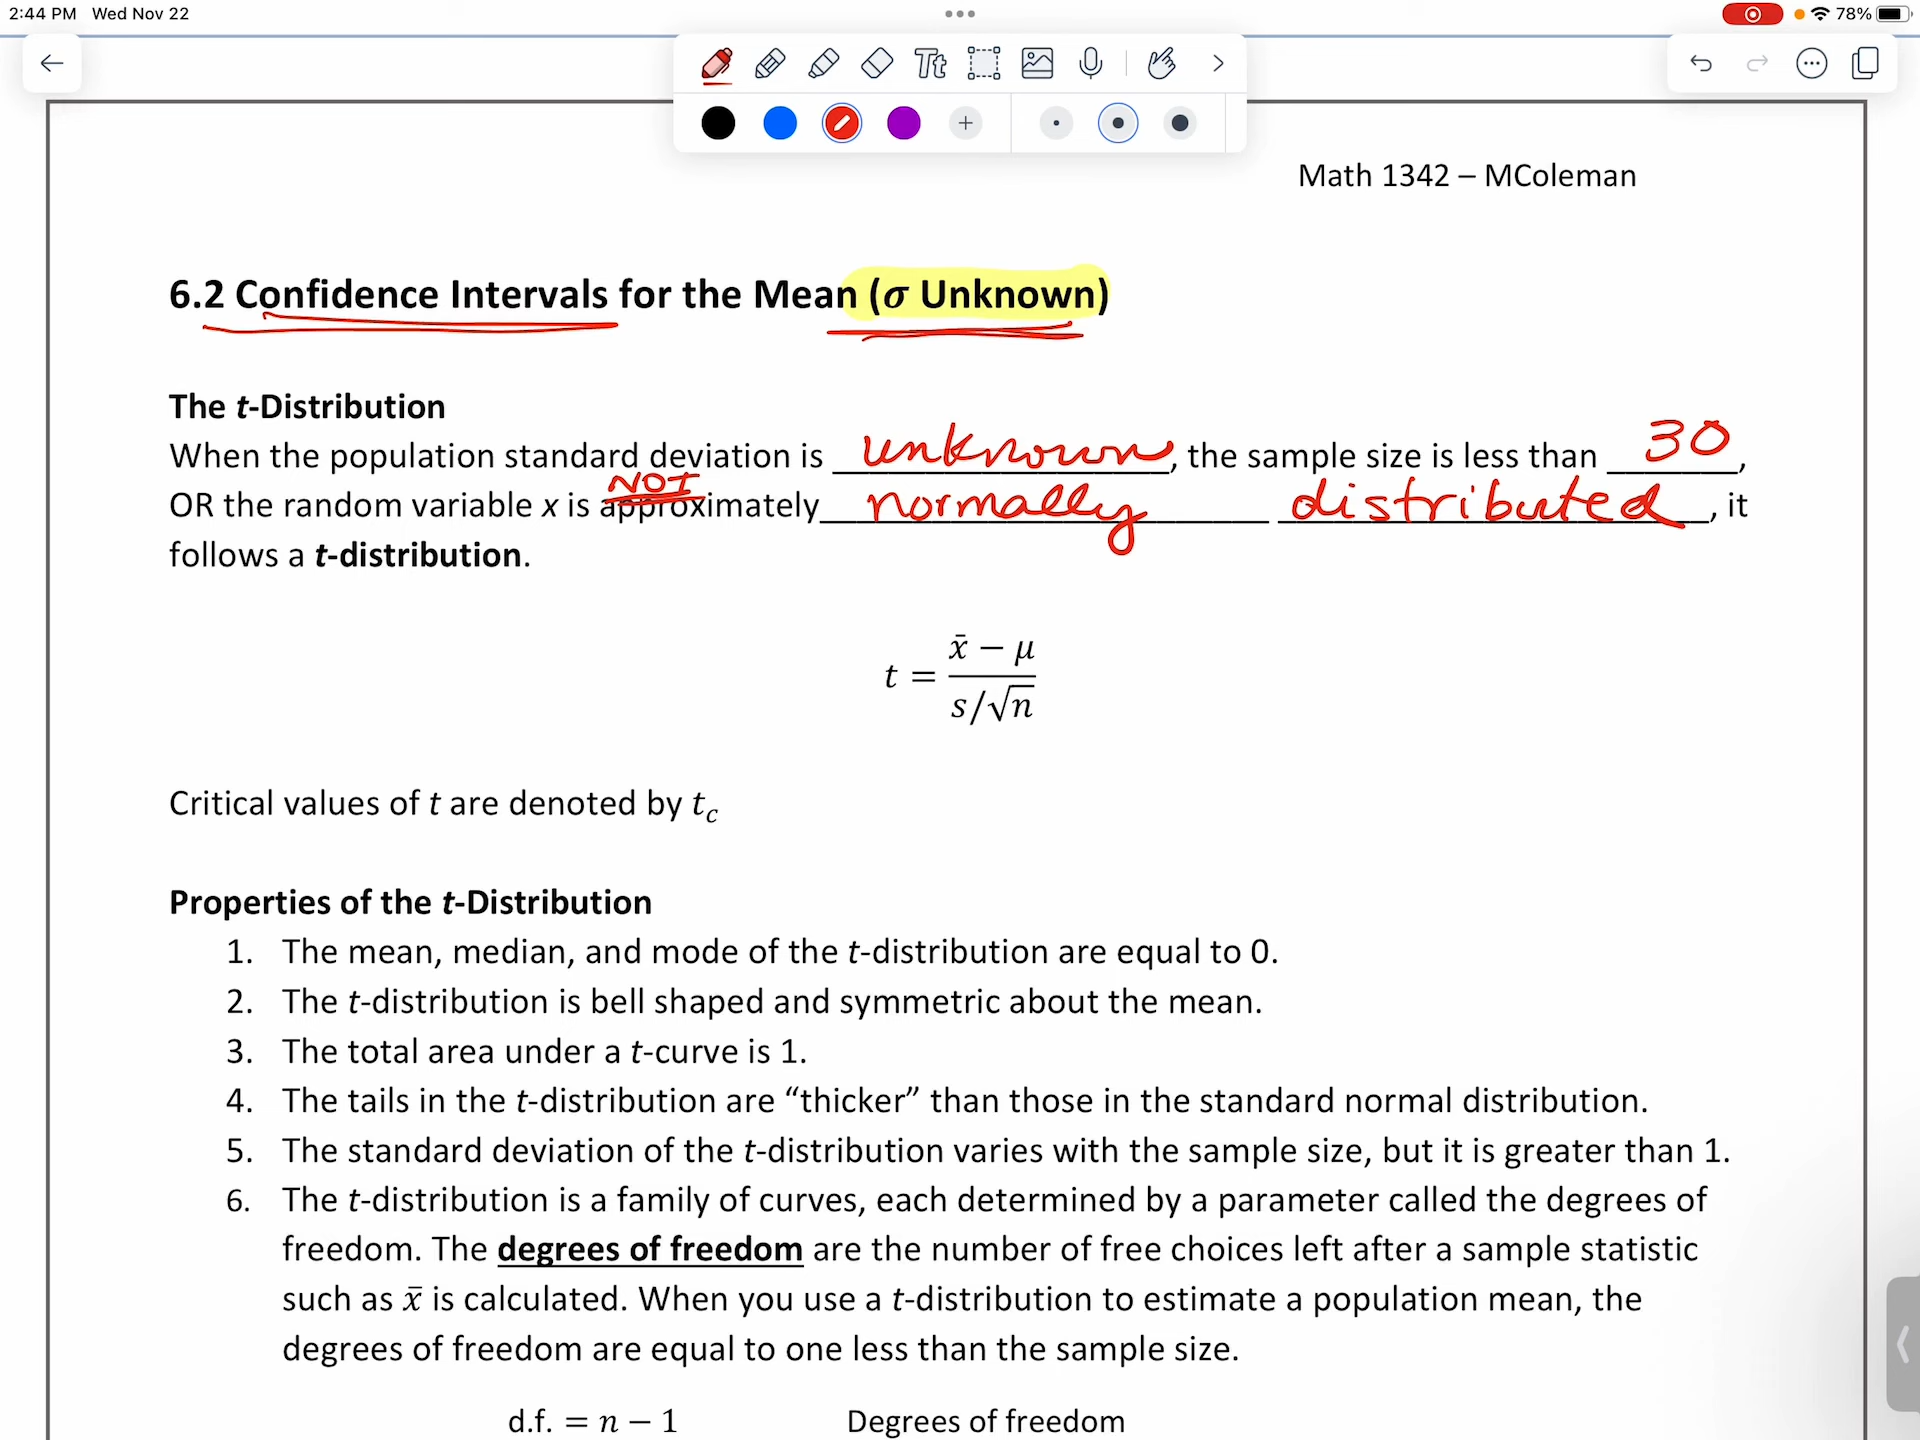 2:44 PM Wed Nov 22
78%
Tt
Math 1342 – MColeman
6.2 Confidence Intervals for the Mean (σ Unknown)
The t-Distribution
When the population standard deviation is unknown, the sample size is less than 30,
NOT
OR the random variable x is approximately normally distributed, it
follows a t-distribution.
t = (x̄ − μ) / (s/√n)
Critical values of t are denoted by t_c
Properties of the t-Distribution
1. The mean, median, and mode of the t-distribution are equal to 0.
2. The t-distribution is bell shaped and symmetric about the mean.
3. The total area under a t-curve is 1.
4. The tails in the t-distribution are “thicker” than those in the standard normal distribution.
5. The standard deviation of the t-distribution varies with the sample size, but it is greater than 1.
6. The t-distribution is a family of curves, each determined by a parameter called the degrees of
freedom. The degrees of freedom are the number of free choices left after a sample statistic
such as x̄ is calculated. When you use a t-distribution to estimate a population mean, the
degrees of freedom are equal to one less than the sample size.
d.f. = n − 1 Degrees of freedom